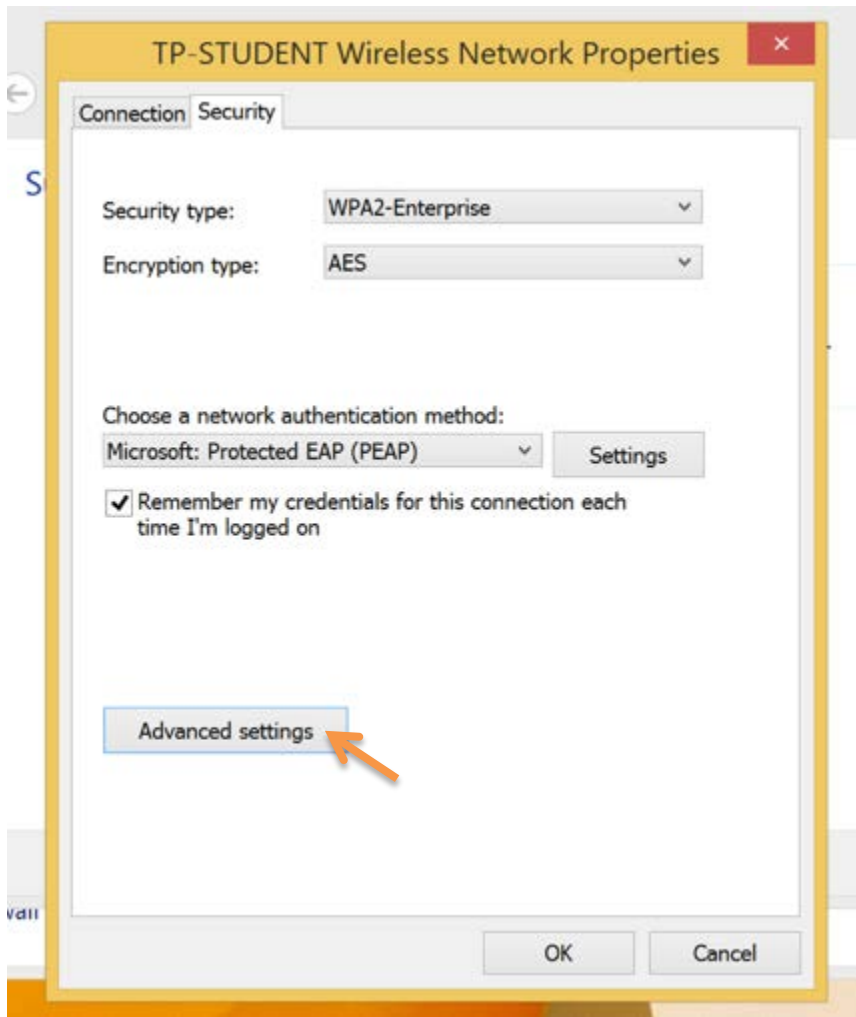 TP-STUDENT Wireless Network Properties
Connection Security
Security type: WPA2-Enterprise
Encryption type: AES
Choose a network authentication method:
Microsoft: Protected EAP (PEAP) Settings
Remember my credentials for this connection each
time I'm logged on
Advanced settings
OK Cancel